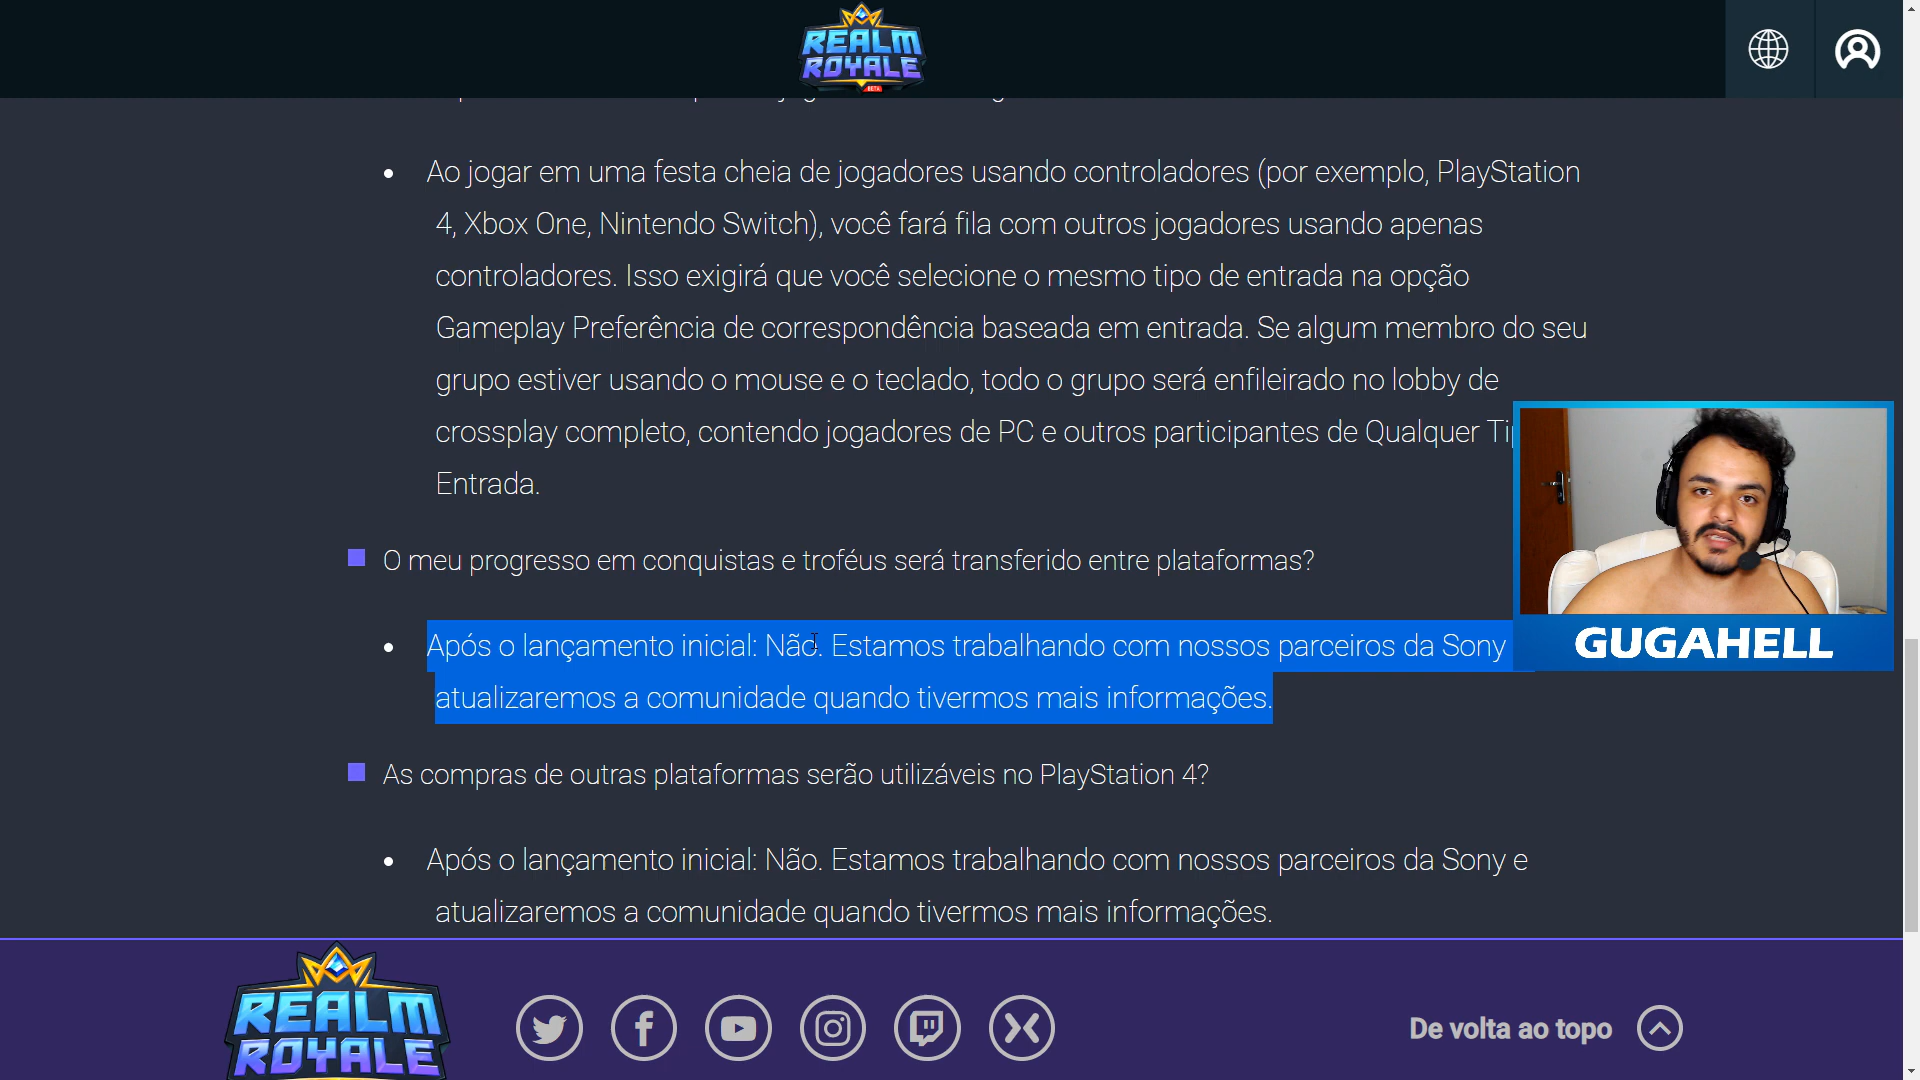 REALM
ROYALE
BETA
Ao jogar em uma festa cheia de jogadores usando controladores (por exemplo, PlayStation
4, Xbox One, Nintendo Switch), você fará fila com outros jogadores usando apenas
controladores. Isso exigirá que você selecione o mesmo tipo de entrada na opção
Gameplay Preferência de correspondência baseada em entrada. Se algum membro do seu
grupo estiver usando o mouse e o teclado, todo o grupo será enfileirado no lobby de
crossplay completo, contendo jogadores de PC e outros participantes de Qualquer
Entrada.
O meu progresso em conquistas e troféus será transferido entre plataformas?
Após o lançamento inicial: Não. Estamos trabalhando com nossos parceiros da Sony
atualizaremos a comunidade quando tivermos mais informações.
GUGAHELL
As compras de outras plataformas serão utilizáveis no PlayStation 4?
Após o lançamento inicial: Não. Estamos trabalhando com nossos parceiros da Sony e
atualizaremos a comunidade quando tivermos mais informações.
REALM
ROYALE
De volta ao topo